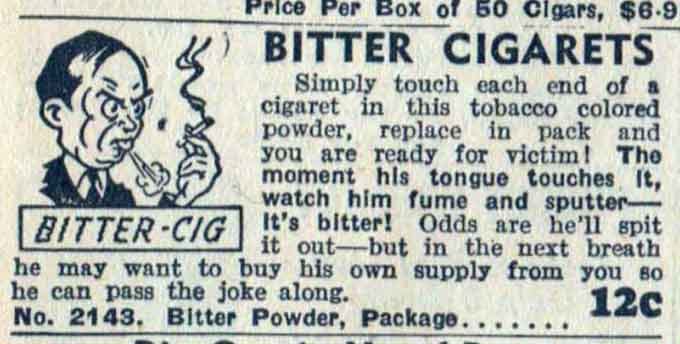 Price Per Box of 50 Cigars, $6.9
BITTER CIGARETS
Simply touch each end of a
cigaret in this tobacco colored
powder, replace in pack and
you are ready for victim! The
moment his tongue touches it,
watch him fume and sputter—
It's bitter! Odds are he'll spit
it out—but in the next breath
he may want to buy his own supply from you so
he can pass the joke along.
BITTER-CIG
No. 2143. Bitter Powder, Package....... 12c